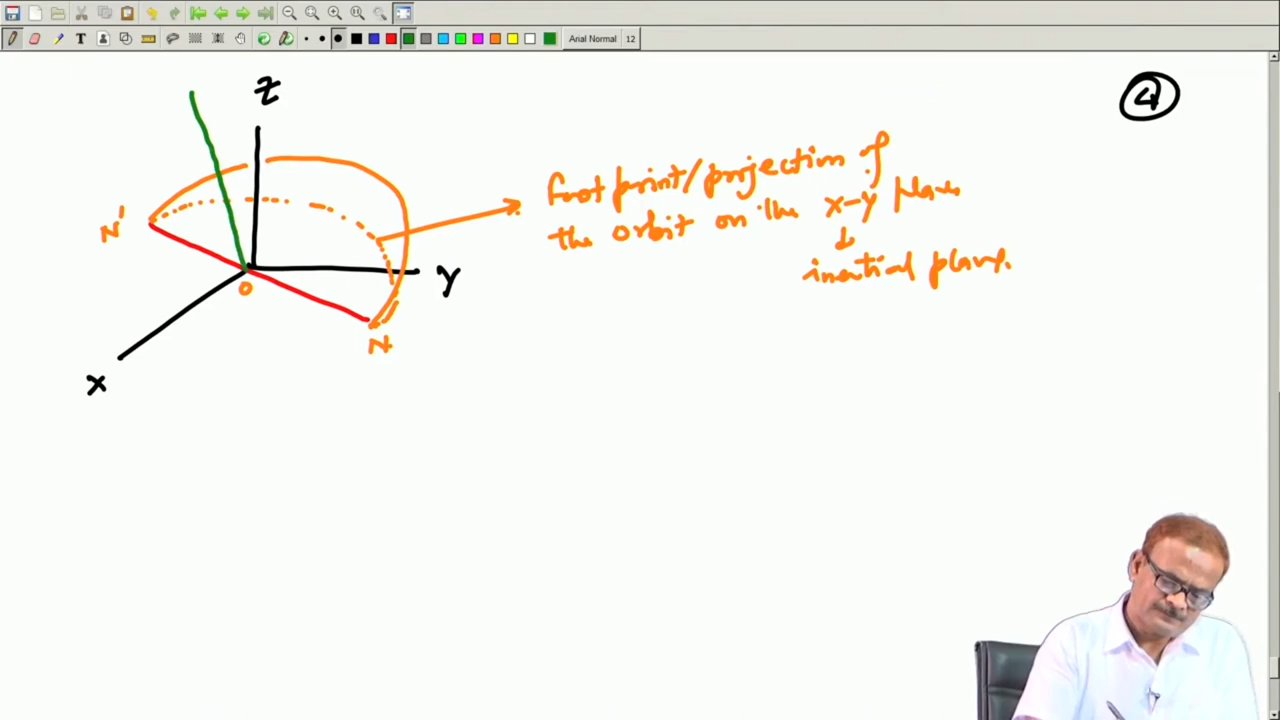 Arial Normal 12
Z
4
foot print/projection of
the orbit on the X-Y plane
inertial plane.
N'
Y
O
N
X